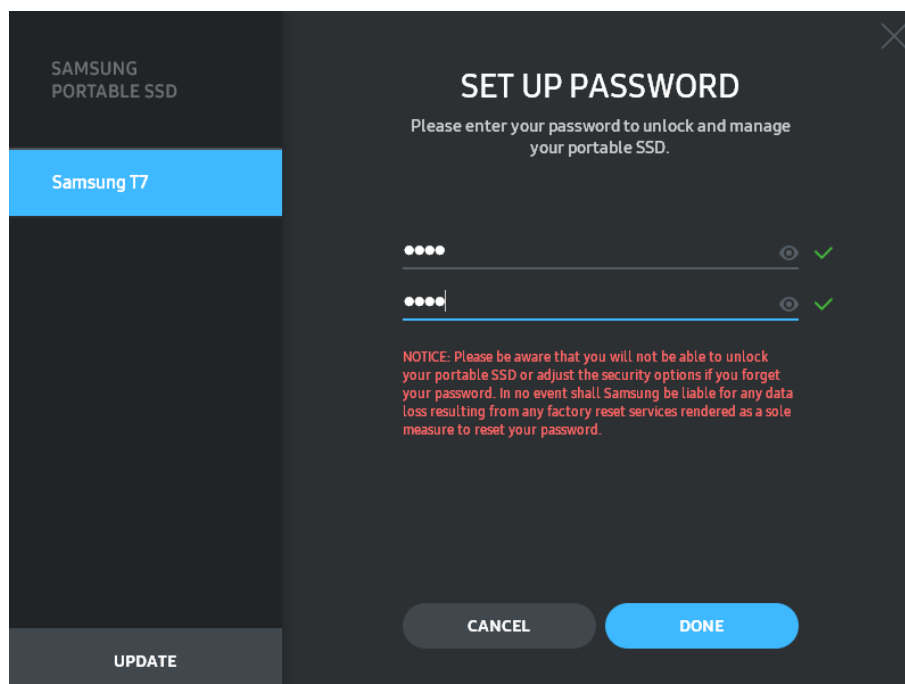 SAMSUNG
PORTABLE SSD
Samsung T7
UPDATE
SET UP PASSWORD
Please enter your password to unlock and manage
your portable SSD.
●●●●
●●●●
NOTICE: Please be aware that you will not be able to unlock
your portable SSD or adjust the security options if you forget
your password. In no event shall Samsung be liable for any data
loss resulting from any factory reset services rendered as a sole
measure to reset your password.
CANCEL
DONE